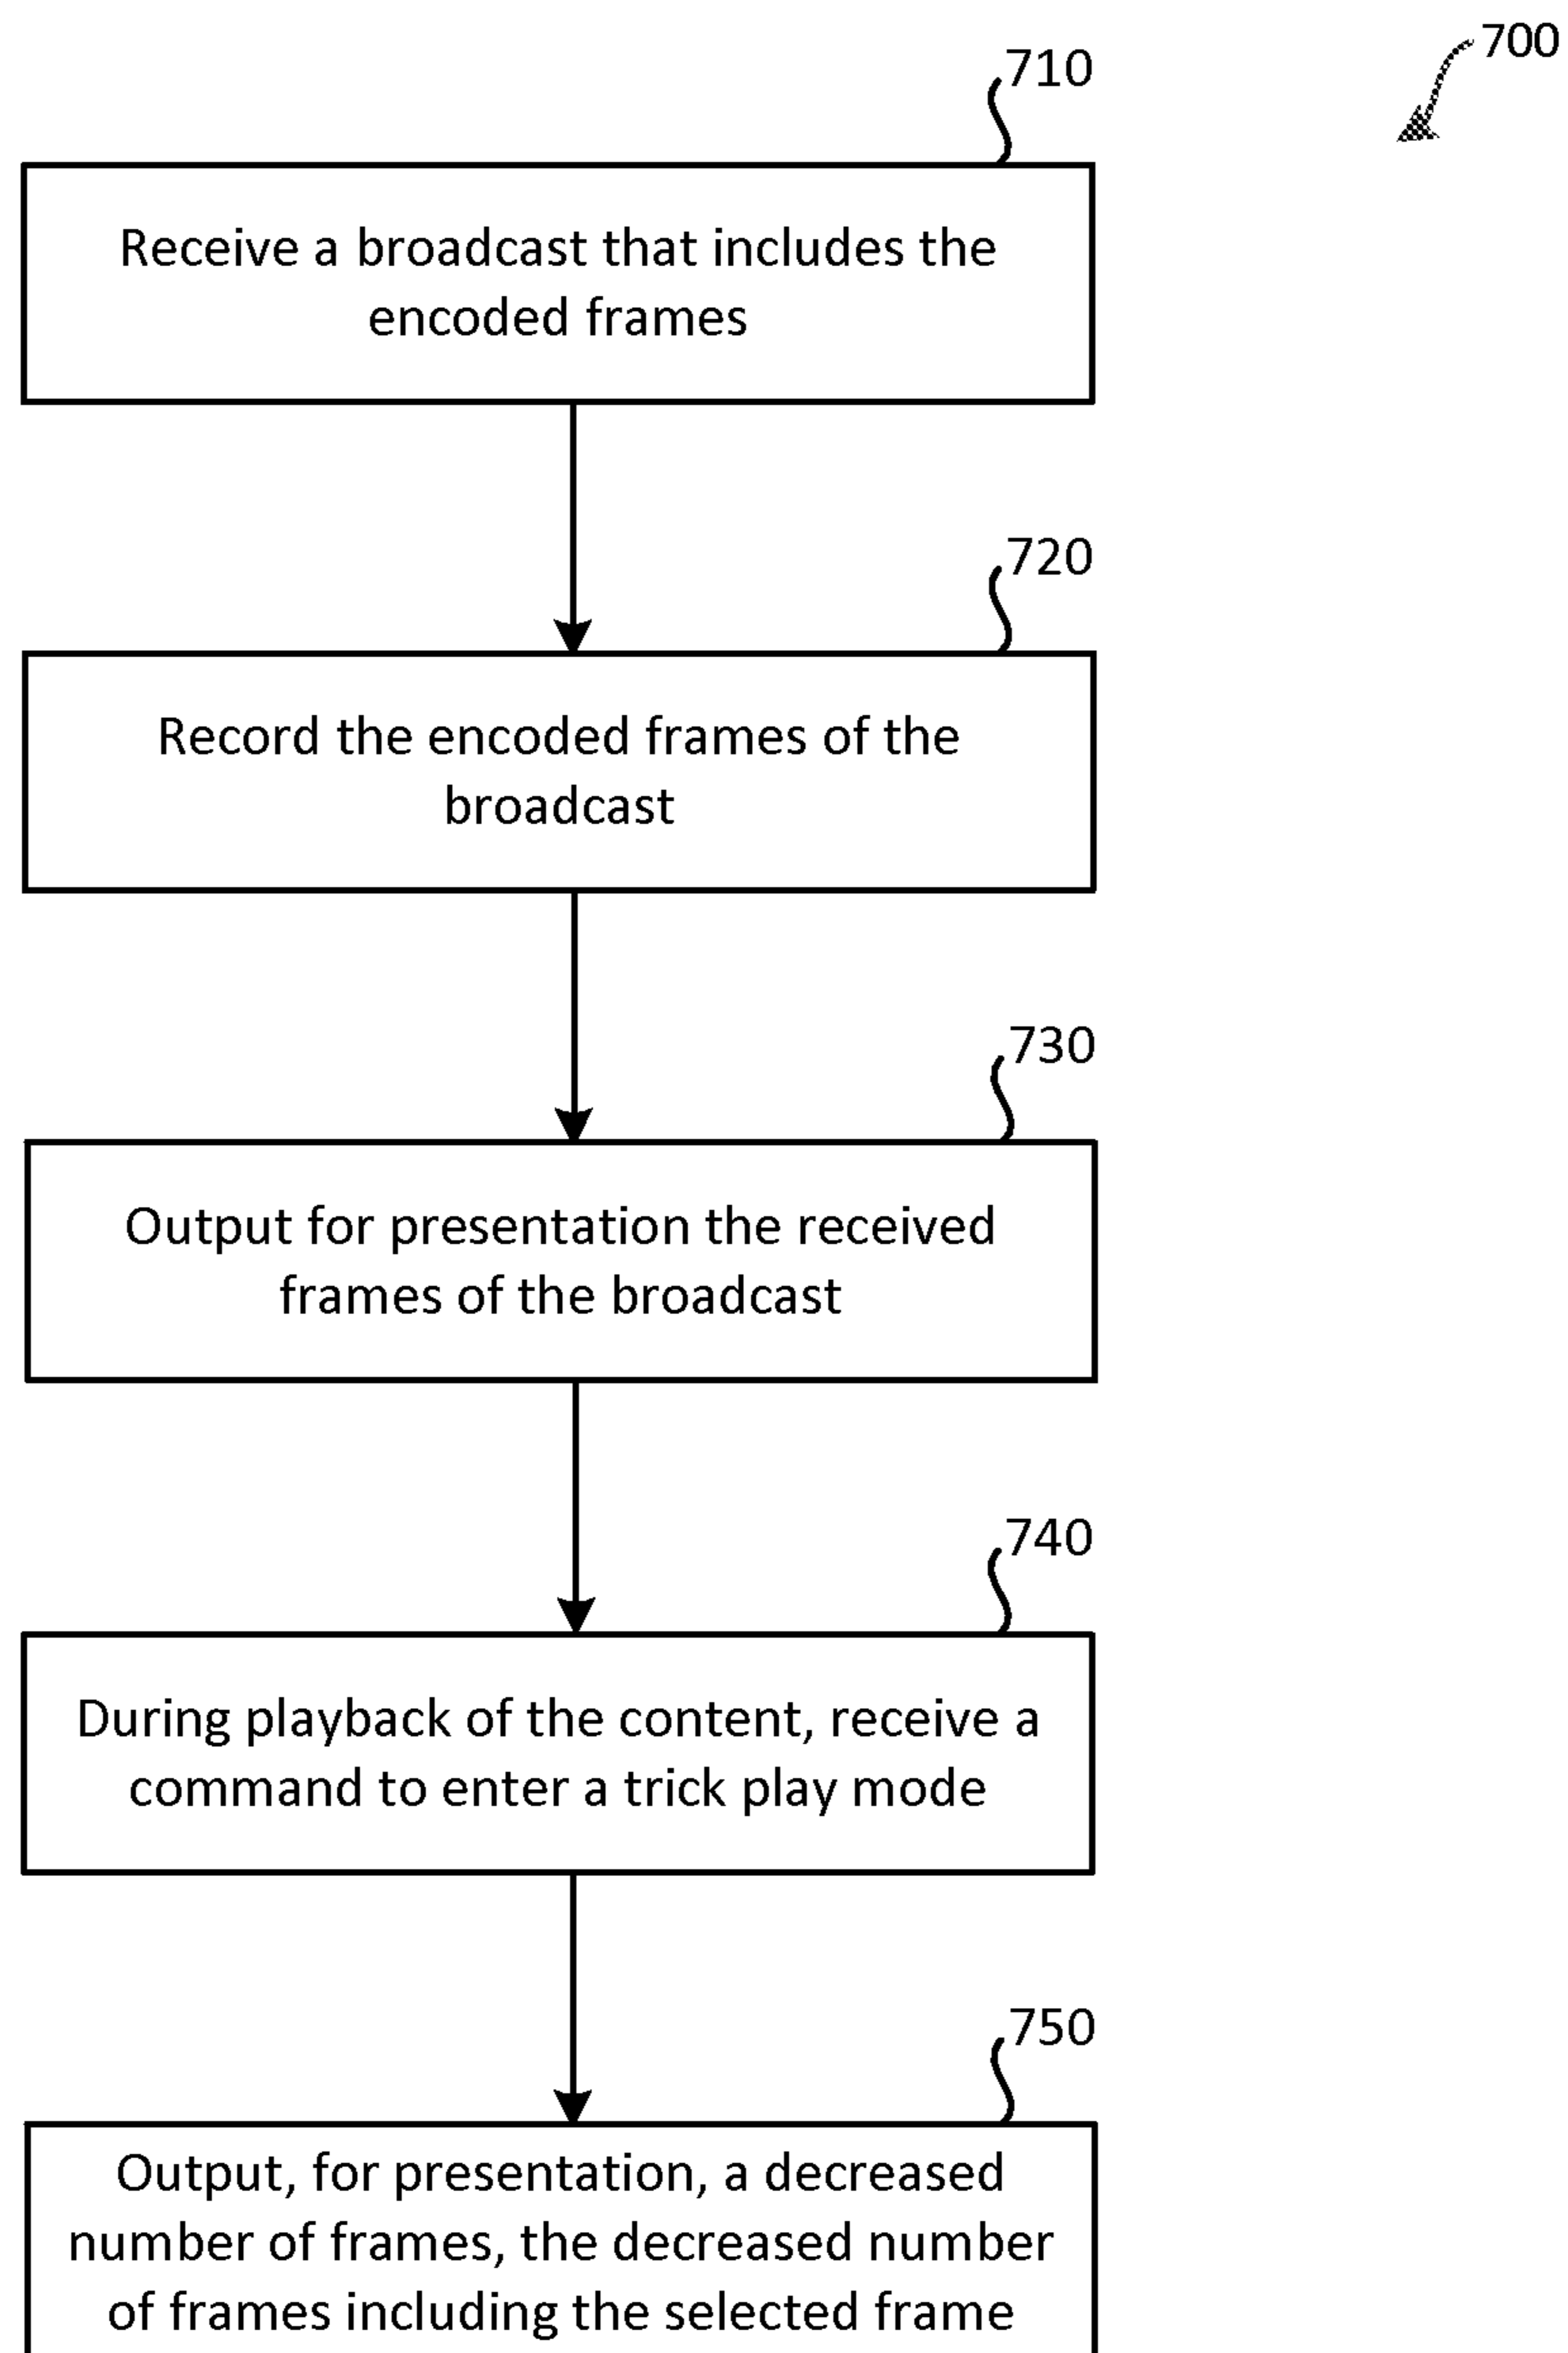 700
710
Receive a broadcast that includes the
encoded frames
720
Record the encoded frames of the
broadcast
730
Output for presentation the received
frames of the broadcast
740
During playback of the content, receive a
command to enter a trick play mode
750
Output, for presentation, a decreased
number of frames, the decreased number
of frames including the selected frame